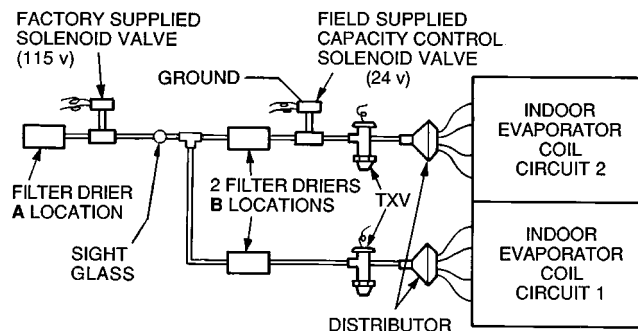 FACTORY SUPPLIED
SOLENOID VALVE
(115 v)
FIELD SUPPLIED
CAPACITY CONTROL
SOLENOID VALVE
(24 v)
GROUND
INDOOR
EVAPORATOR
COIL
CIRCUIT 2
FILTER DRIER
A LOCATION
2 FILTER DRIERS
B LOCATIONS
TXV
SIGHT
GLASS
INDOOR
EVAPORATOR
COIL
CIRCUIT 1
DISTRIBUTOR